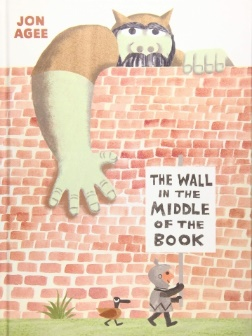 JON
AGEE
THE WALL
IN THE
MIDDLE
OF THE
BOOK